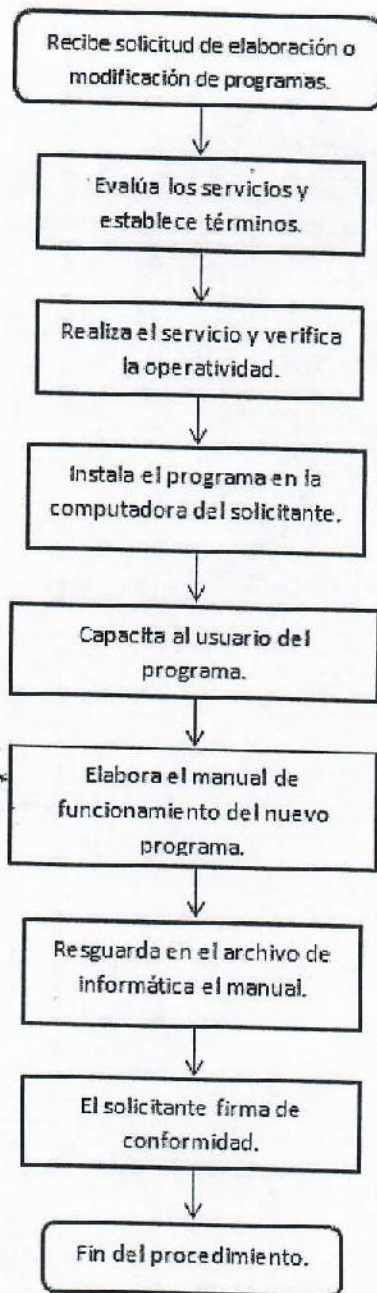 Recibe solicitud de elaboración o
modificación de programas.
Evalúa los servicios y
establece términos.
Realiza el servicio y verifica
la operatividad.
Instala el programa en la
computadora del solicitante.
Capacita al usuario del
programa.
Elabora el manual de
funcionamiento del nuevo
programa.
Resguarda en el archivo de
informática el manual.
El solicitante firma de
conformidad.
Fin del procedimiento.